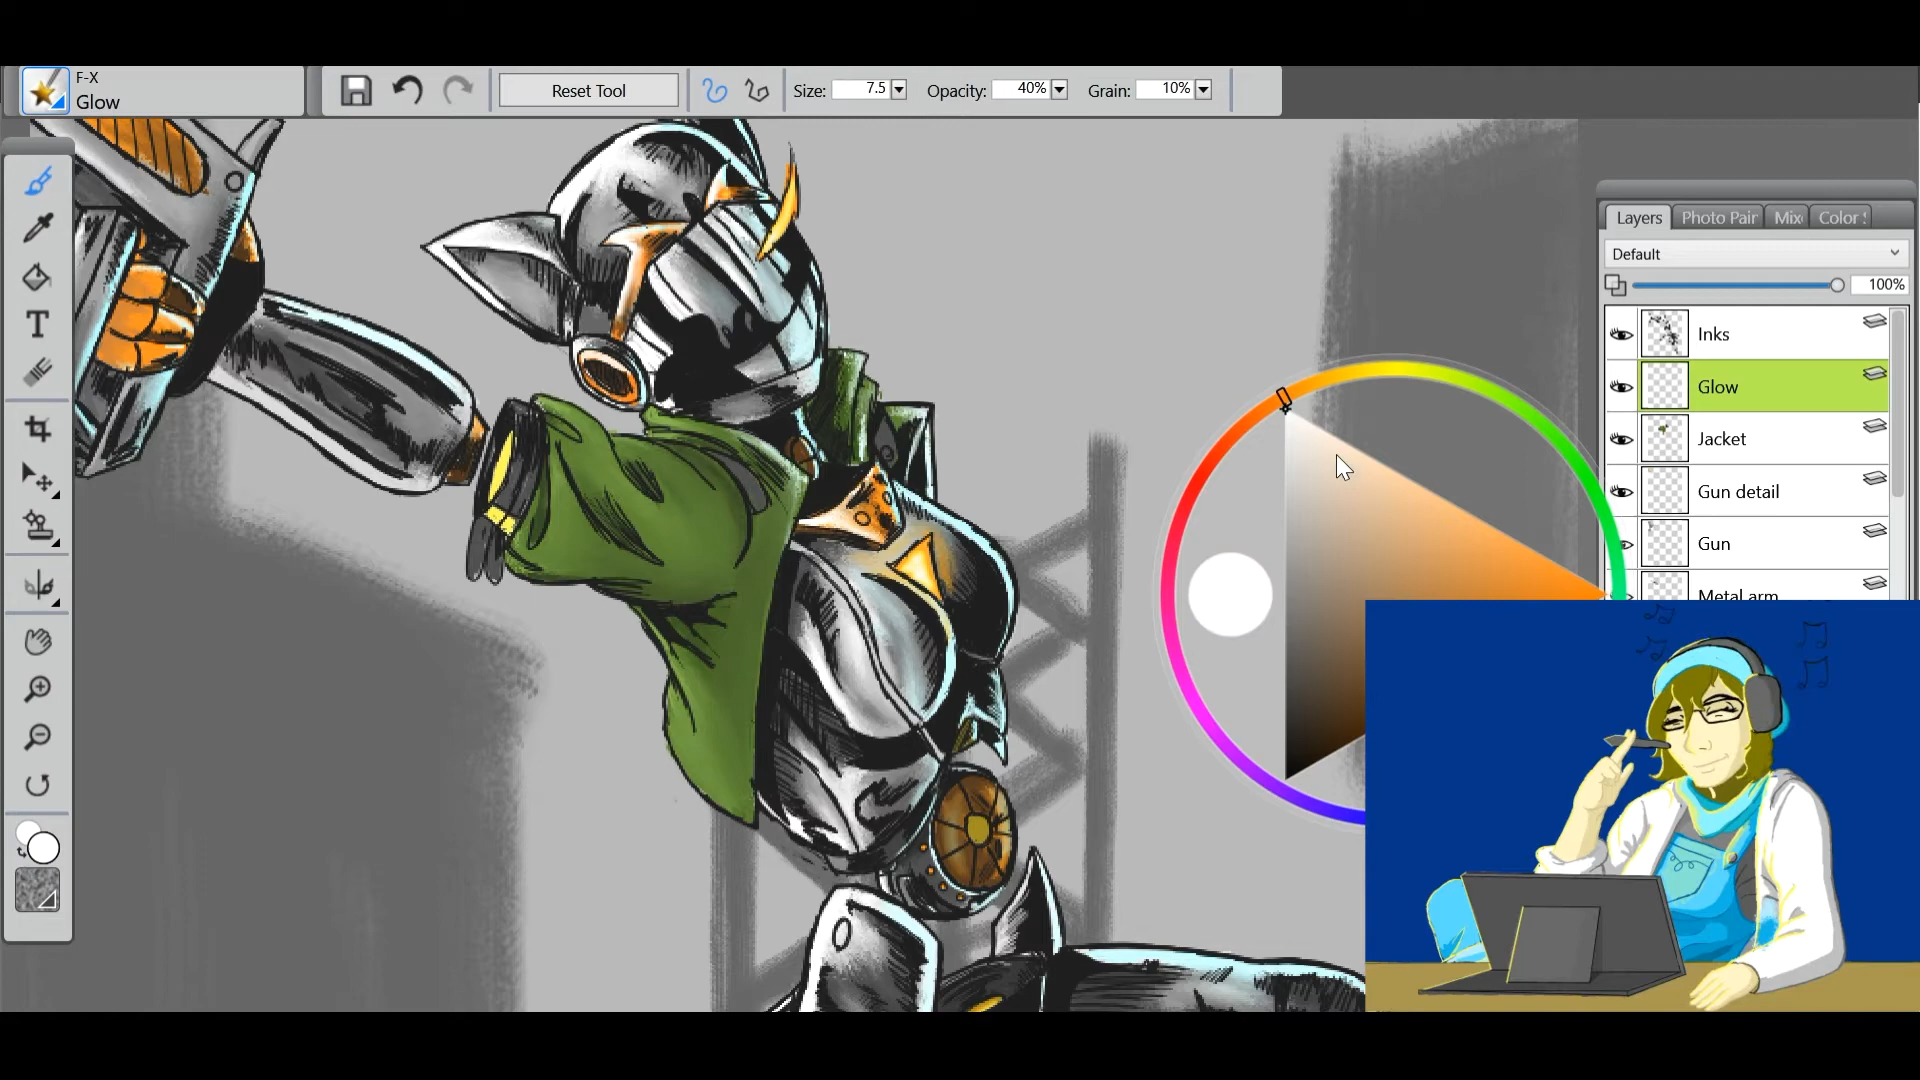 F-X
Glow
Reset Tool
Size: 7.5
Opacity: 40%
Grain: 10%
Layers
Photo Pair
Mix
Color
Default
100%
Inks
Glow
Jacket
Gun detail
Gun
Metal arm